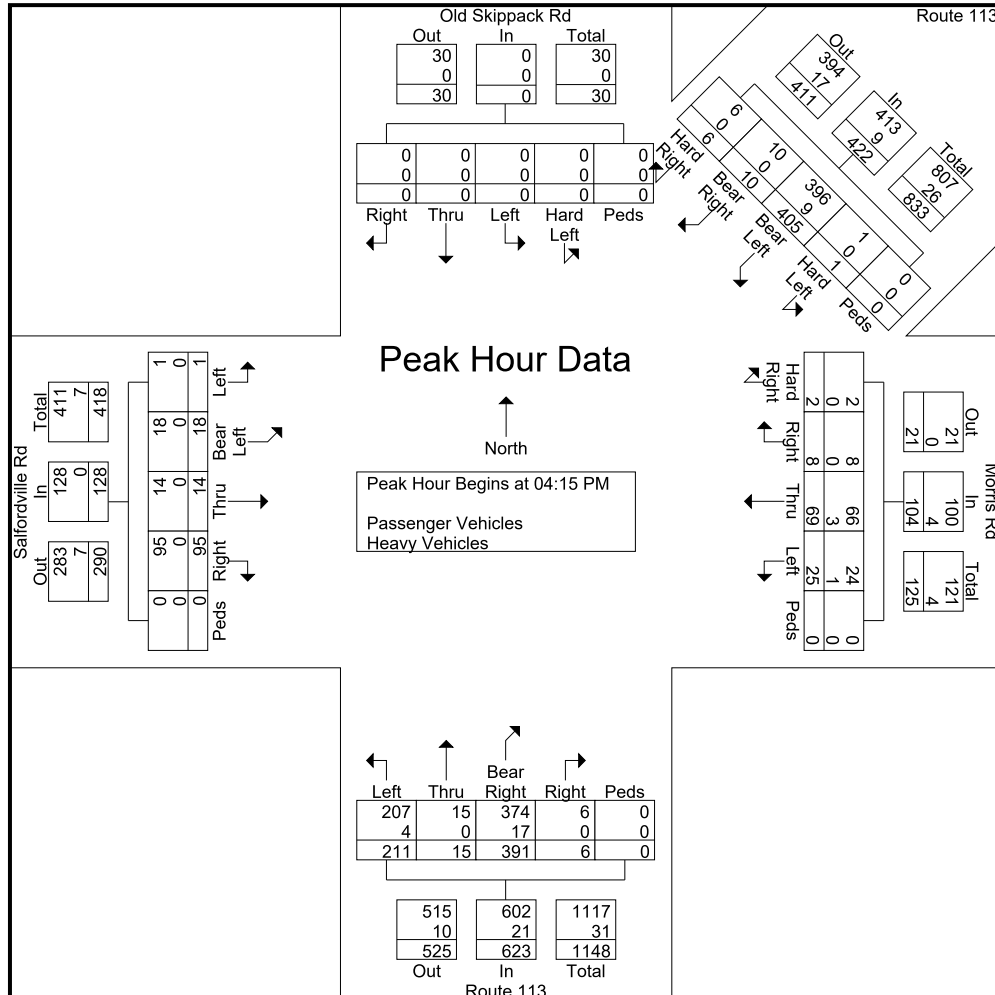 Old Skippack Rd
Out In Total
30 0 30
0 0 0
30 0 30
0 0 0 0 0
0 0 0 0 0
0 0 0 0 0
Right Thru Left Hard Left Peds
Route 113
Out
394
17
411
In
413
9
422
Total
807
26
833
6 10 396 1 0
0 0 9 0 0
6 10 405 1 0
Hard Right
Bear Right
Bear Left
Hard Left
Peds
Peak Hour Data
North
Peak Hour Begins at 04:15 PM
Passenger Vehicles
Heavy Vehicles
Salfordville Rd
Total
411
7
418
In
128
0
128
Out
283
7
290
1 0 1
18 0 18
14 0 14
95 0 95
0 0 0
Left
Bear Left
Thru
Right
Peds
Hard Right
Right
Thru
Left
Peds
2 0 2
8 0 8
66 3 69
24 1 25
0 0 0
Out
21
0
21
In
100
4
104
Total
121
4
125
Morris Rd
Left Thru Bear Right Right Peds
207 15 374 6 0
4 0 17 0 0
211 15 391 6 0
515 602 1117
10 21 31
525 623 1148
Out In Total
Route 113